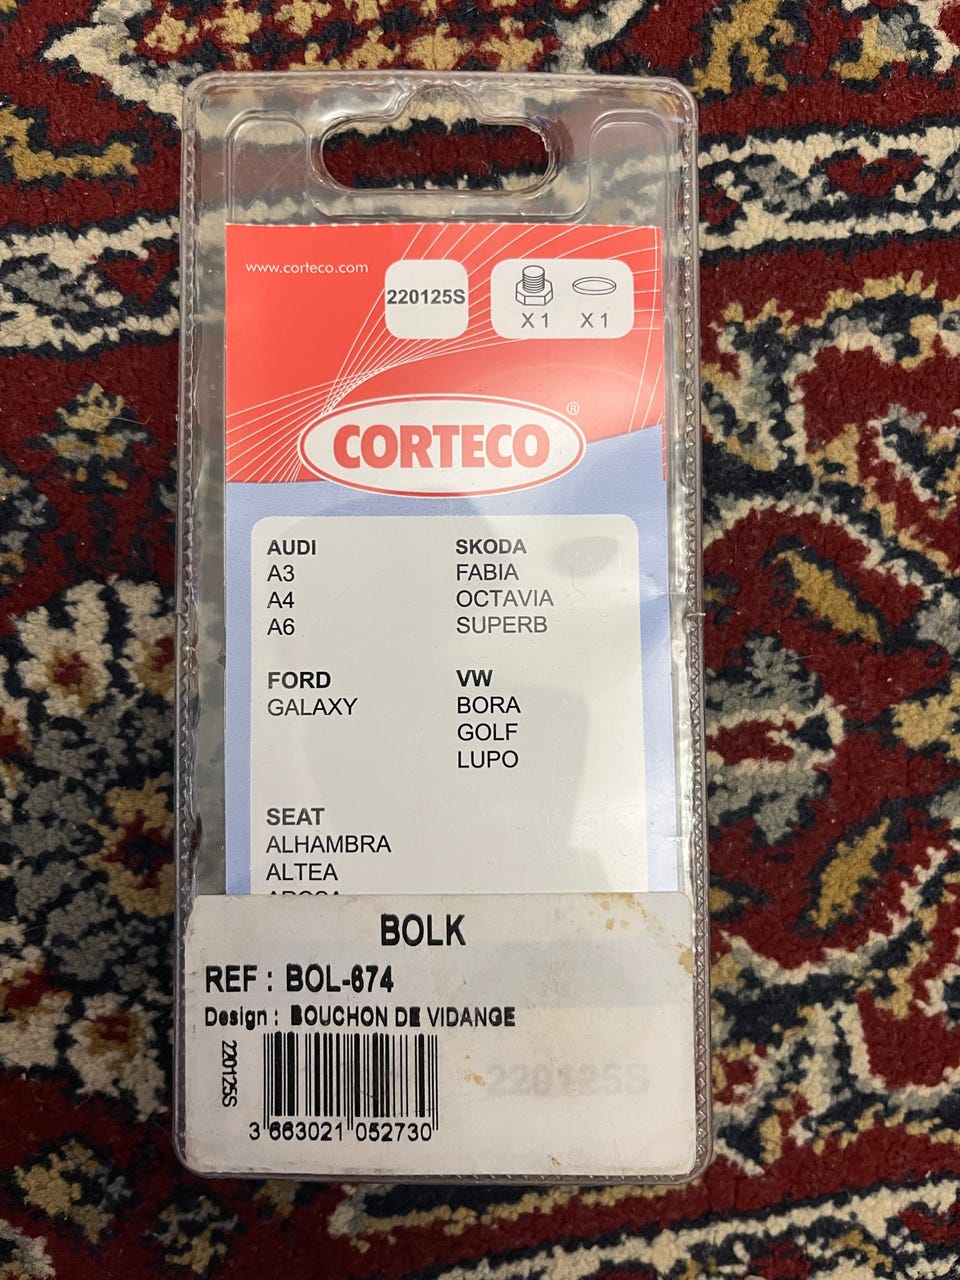 www.corteco.com
220125S
X 1 X 1
CORTECO®
AUDI
A3
A4
A6
FORD
GALAXY
SEAT
ALHAMBRA
ALTEA
AROSA
SKODA
FABIA
OCTAVIA
SUPERB
VW
BORA
GOLF
LUPO
BOLK
REF : BOL-674
Design : BOUCHON DE VIDANGE
220125S
220125S
3 663021 052730